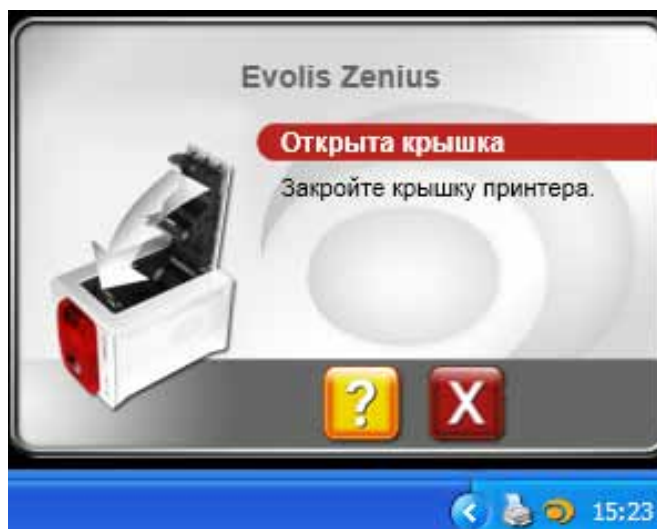 Evolis Zenius
Открыта крышка
Закройте крышку принтера.
?
X
15:23